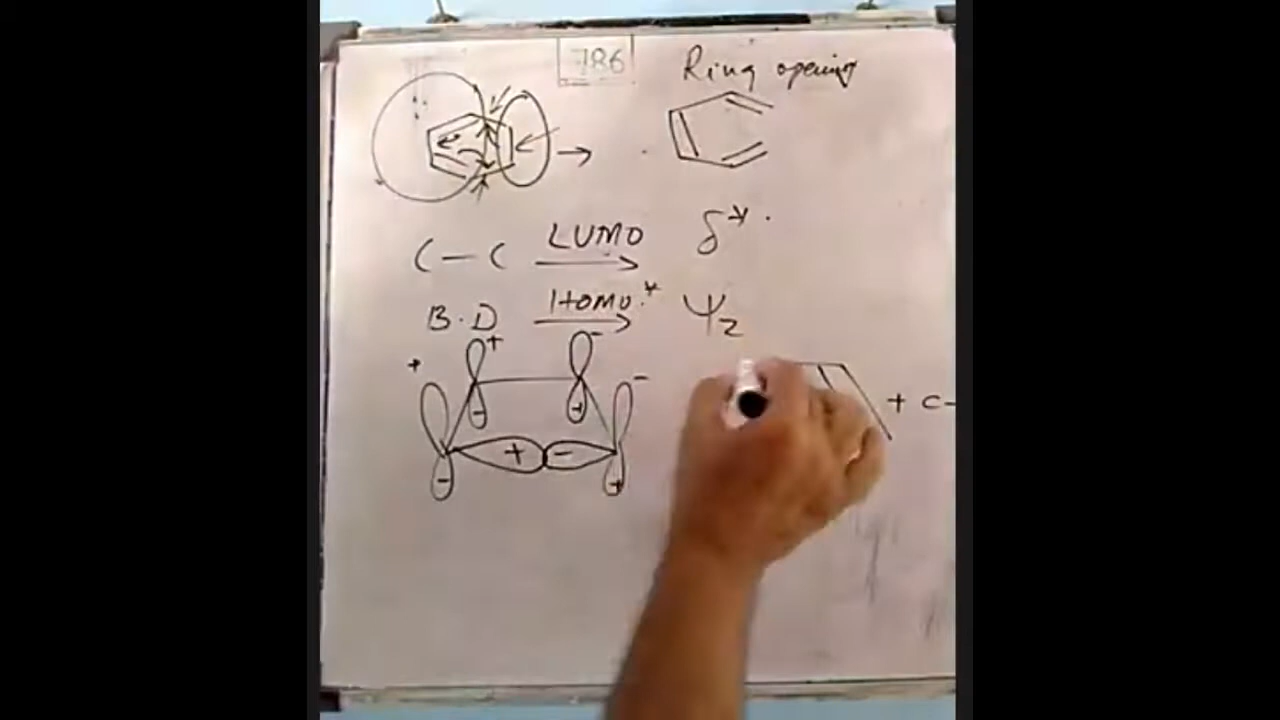 786
Ring opening
C — C LUMO → δ*.
B.D Homo.* → Ψ2
+ - + -
- +
+ -
- +
+ C-